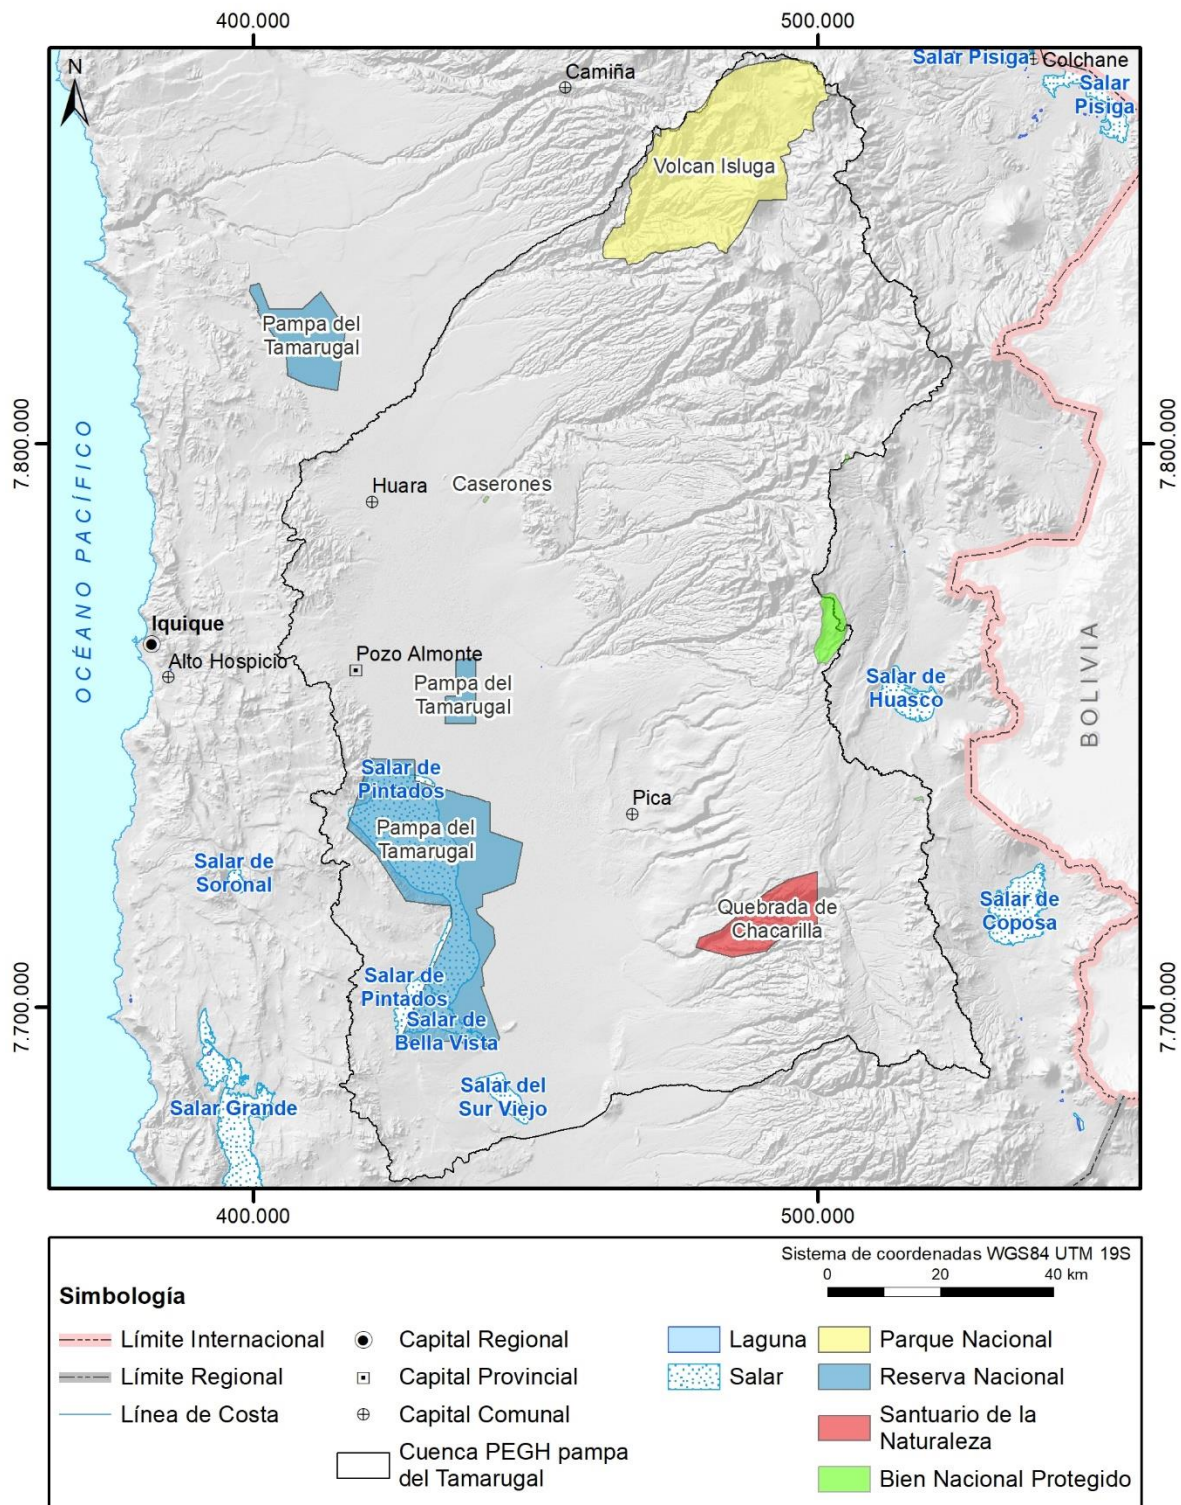 400.000
500.000
N
Camiña
Salar Pisiga
Colchane
Salar
Pisiga
Volcan Isluga
Pampa del
Tamarugal
7.800.000
7.800.000
OCÉANO PACÍFICO
Huara
Caserones
Iquique
Alto Hospicio
Pozo Almonte
Pampa del
Tamarugal
Salar de
Huasco
BOLIVIA
Salar de
Pintados
Pica
Pampa del
Tamarugal
Salar de
Soronal
Quebrada de
Chacarilla
Salar de
Coposa
Salar de
Pintados
7.700.000
7.700.000
Salar de
Bella Vista
Salar del
Sur Viejo
Salar Grande
400.000
500.000
Sistema de coordenadas WGS84 UTM 19S
0 20 40 km
Simbología
Límite Internacional
Límite Regional
Línea de Costa
Capital Regional
Capital Provincial
Capital Comunal
Cuenca PEGH pampa
del Tamarugal
Laguna
Salar
Parque Nacional
Reserva Nacional
Santuario de la
Naturaleza
Bien Nacional Protegido